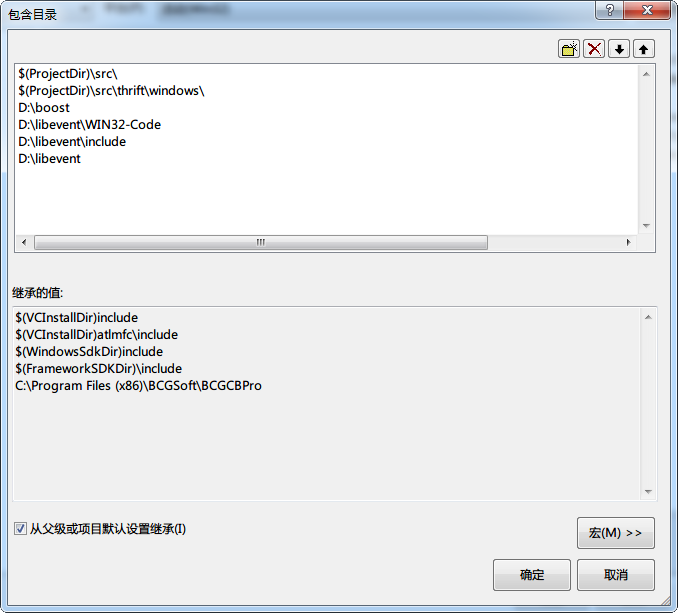 包含目录
$(ProjectDir)\src\
$(ProjectDir)\src\thrift\windows\
D:\boost
D:\libevent\WIN32-Code
D:\libevent\include
D:\libevent
继承的值:
$(VCInstallDir)include
$(VCInstallDir)atlmfc\include
$(WindowsSdkDir)include
$(FrameworkSDKDir)\include
C:\Program Files (x86)\BCGSoft\BCGCBPro
从父级或项目默认设置继承(I)
宏(M) >>
确定
取消